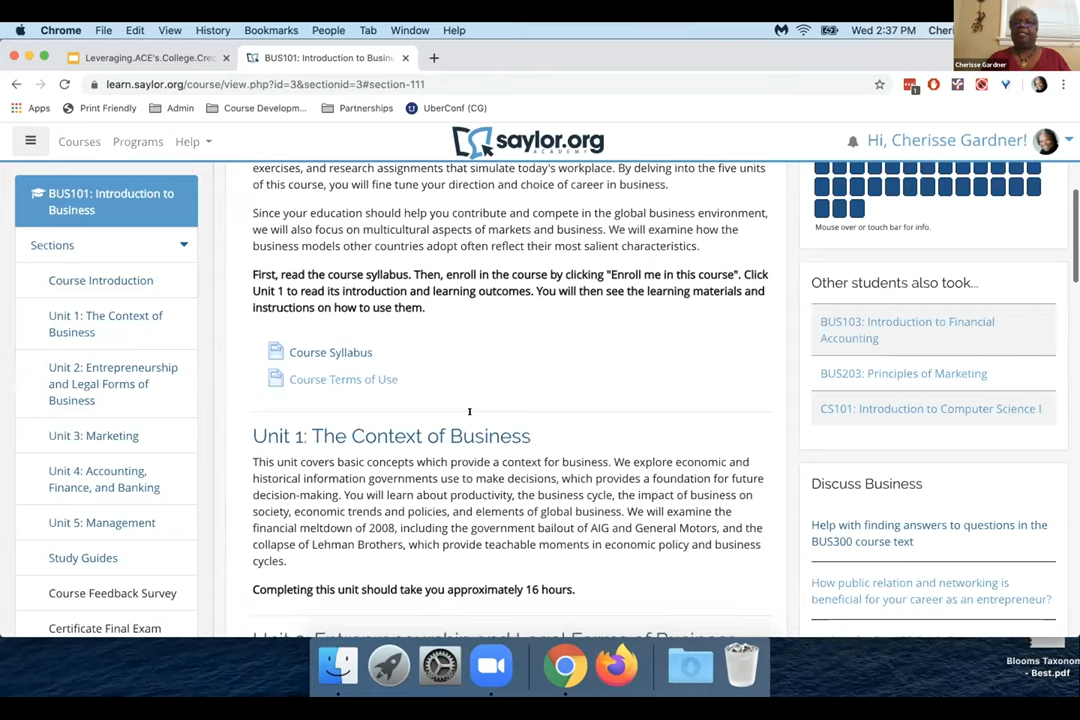 Chrome File Edit View History Bookmarks People Tab Window Help Wed 2:37 PM Cheri
Leveraging.ACE's.College.Cre
BUS101: Introduction to Busin
learn.saylor.org/course/view.php?id=3&sectionid=3#section-111
Apps Print Friendly Admin Course Developm... Partnerships UberConf (CG)
Cherisse Gardner
Courses Programs Help
saylor.org
ACADEMY
Hi, Cherisse Gardner!
BUS101: Introduction to
Business
Sections
Course Introduction
Unit 1: The Context of
Business
Unit 2: Entrepreneurship
and Legal Forms of
Business
Unit 3: Marketing
Unit 4: Accounting,
Finance, and Banking
Unit 5: Management
Study Guides
Course Feedback Survey
Certificate Final Exam
exercises, and research assignments that simulate today's workplace. By delving into the five units
of this course, you will fine tune your direction and choice of career in business.
Since your education should help you contribute and compete in the global business environment,
we will also focus on multicultural aspects of markets and business. We will examine how the
business models other countries adopt often reflect their most salient characteristics.
First, read the course syllabus. Then, enroll in the course by clicking "Enroll me in this course". Click
Unit 1 to read its introduction and learning outcomes. You will then see the learning materials and
instructions on how to use them.
Course Syllabus
Course Terms of Use
Unit 1: The Context of Business
This unit covers basic concepts which provide a context for business. We explore economic and
historical information governments use to make decisions, which provides a foundation for future
decision-making. You will learn about productivity, the business cycle, the impact of business on
society, economic trends and policies, and elements of global business. We will examine the
financial meltdown of 2008, including the government bailout of AIG and General Motors, and the
collapse of Lehman Brothers, which provide teachable moments in economic policy and business
cycles.
Completing this unit should take you approximately 16 hours.
Unit 2: Entrepreneurship and Legal Forms of Business
Mouse over or touch bar for info.
Other students also took...
BUS103: Introduction to Financial
Accounting
BUS203: Principles of Marketing
CS101: Introduction to Computer Science I
Discuss Business
Help with finding answers to questions in the
BUS300 course text
How public relation and networking is
beneficial for your career as an entrepreneur?
Blooms Taxonom
- Best.pdf